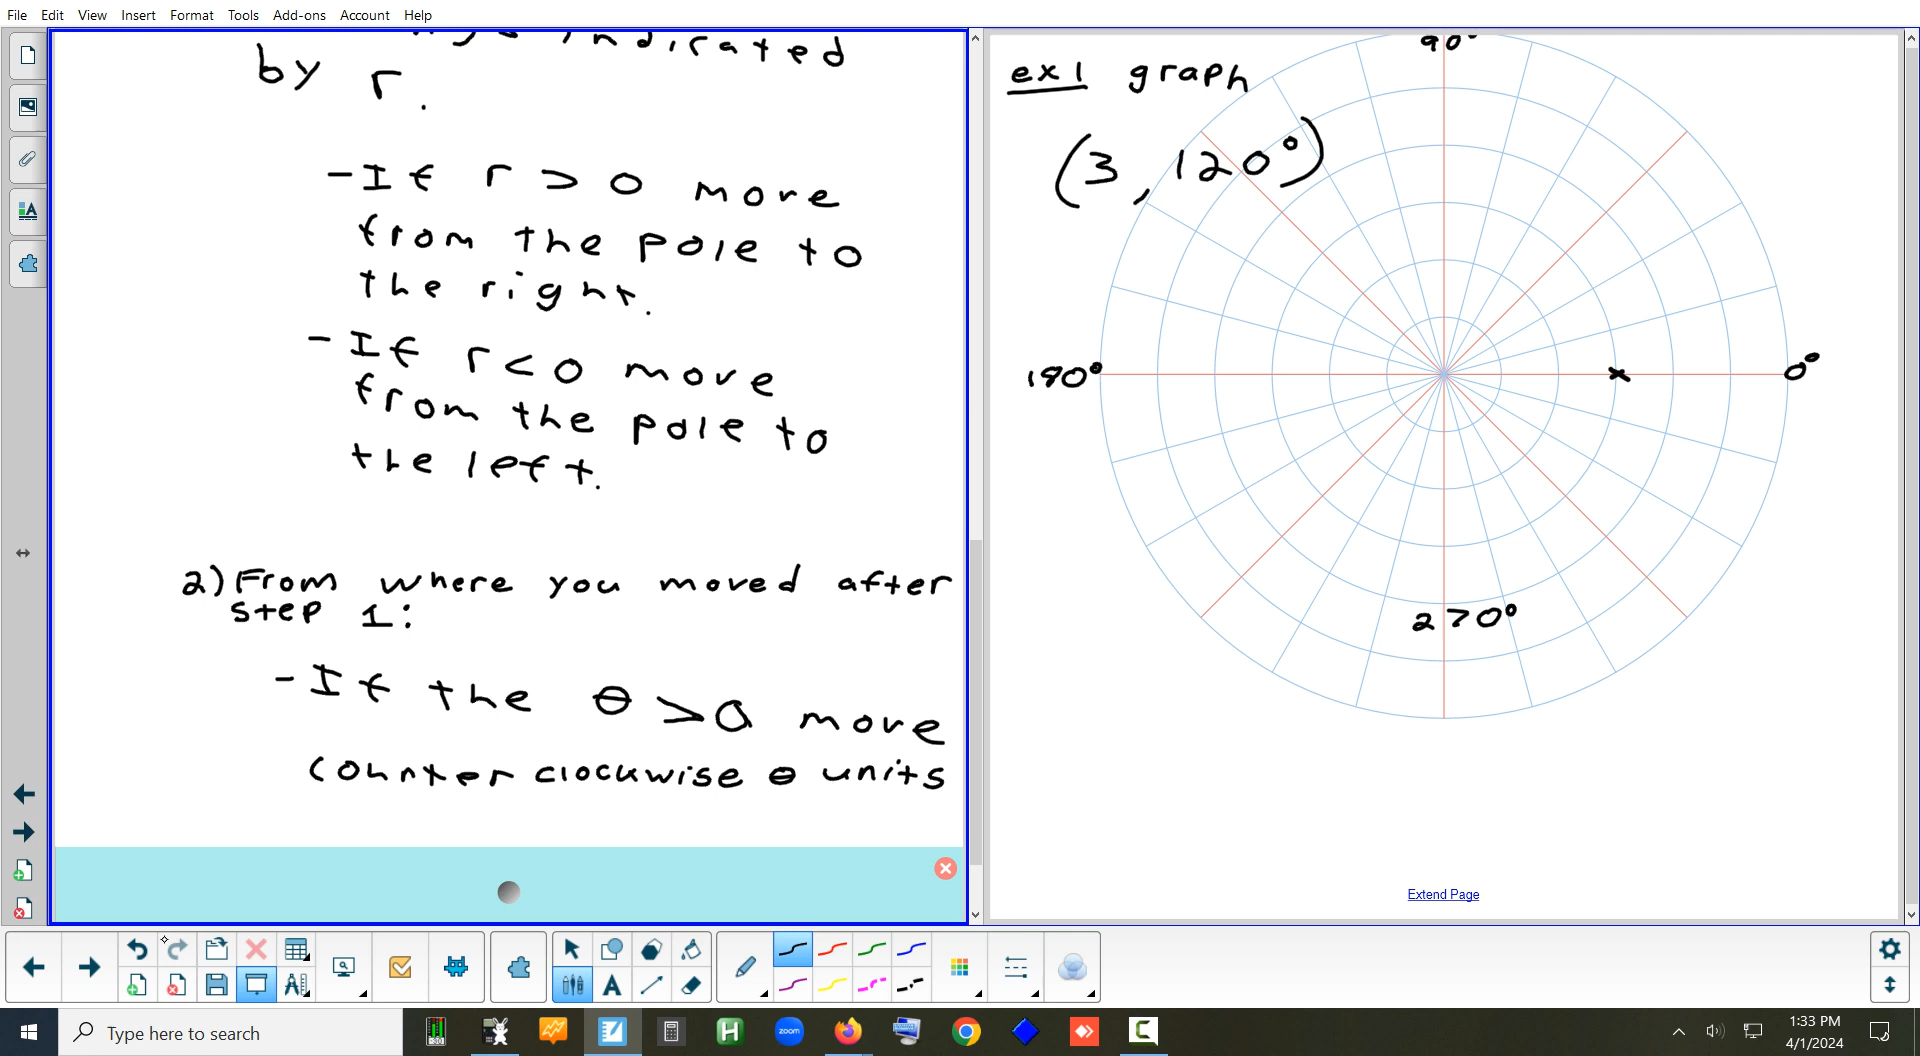 File Edit View Insert Format Tools Add-ons Account Help
indicated
by r.
- If r > 0 move
from the pole to
the right.
- If r < 0 move
from the pole to
the left.
2) From where you moved after
step 1:
- If the θ > 0 move
counter clockwise θ units
ex 1 graph
(3, 120°)
90°
180°
0°
270°
Extend Page
Type here to search
zoom
1:33 PM
4/1/2024